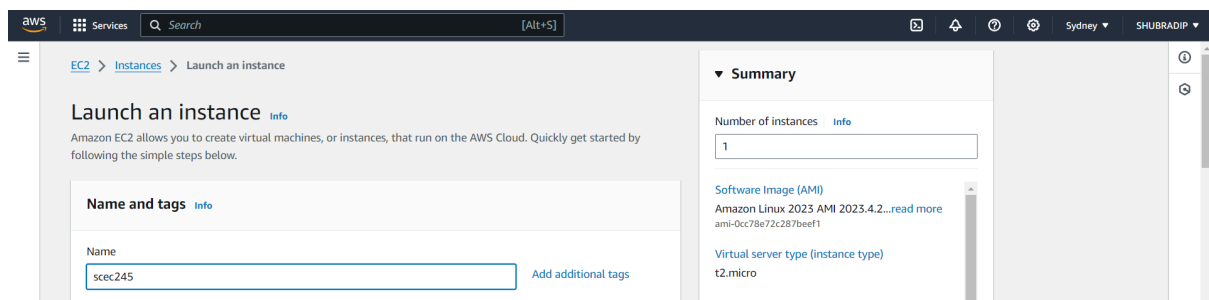 aws Services Search [Alt+S] Sydney ▼ SHUBRADIP ▼
EC2 > Instances > Launch an instance
Launch an instance Info
Amazon EC2 allows you to create virtual machines, or instances, that run on the AWS Cloud. Quickly get started by
following the simple steps below.
Name and tags Info
Name
scec245 Add additional tags
▼ Summary
Number of instances Info
1
Software Image (AMI)
Amazon Linux 2023 AMI 2023.4.2...read more
ami-0cc78e72c287beef1
Virtual server type (instance type)
t2.micro